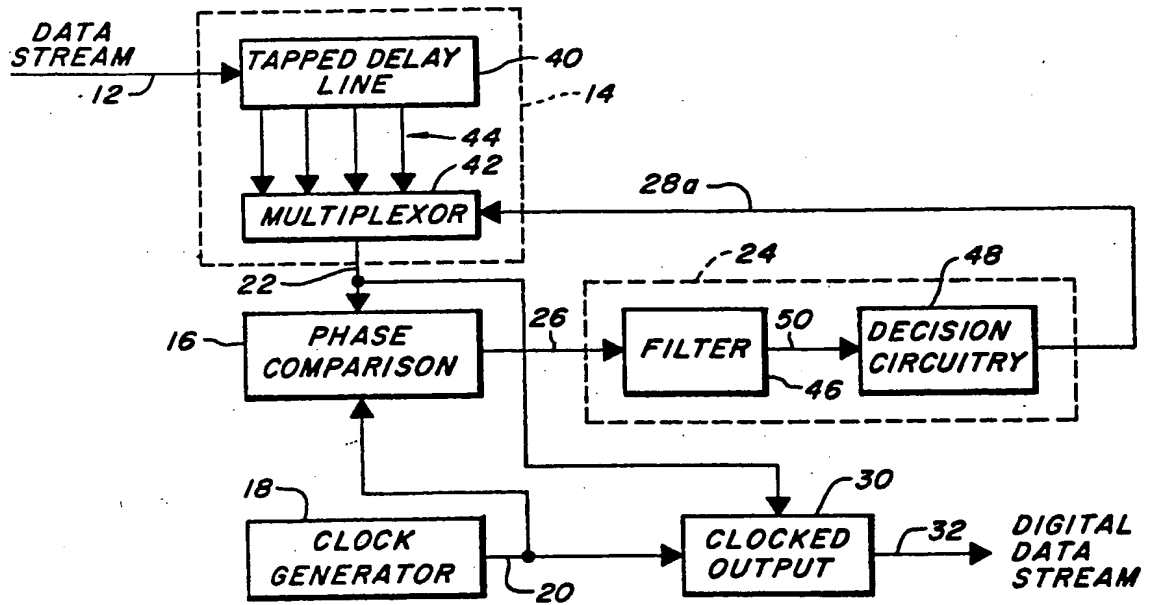 DATA
STREAM
12
TAPPED DELAY
LINE
40
14
44
42
MULTIPLEXOR
28a
22
24
48
16
PHASE
COMPARISON
26
FILTER
50
DECISION
CIRCUITRY
46
18
CLOCK
GENERATOR
20
30
CLOCKED
OUTPUT
32
DIGITAL
DATA
STREAM